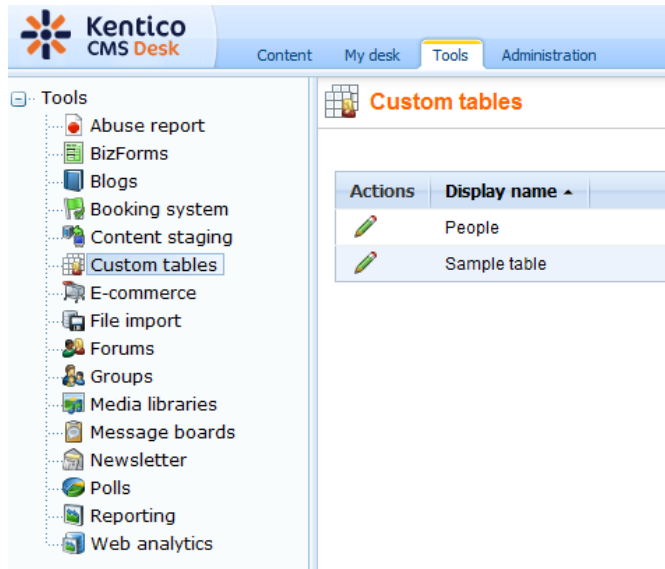 Kentico
CMS Desk
Content My desk Tools Administration
Tools
Abuse report
BizForms
Blogs
Booking system
Content staging
Custom tables
E-commerce
File import
Forums
Groups
Media libraries
Message boards
Newsletter
Polls
Reporting
Web analytics
Custom tables
Actions Display name
People
Sample table